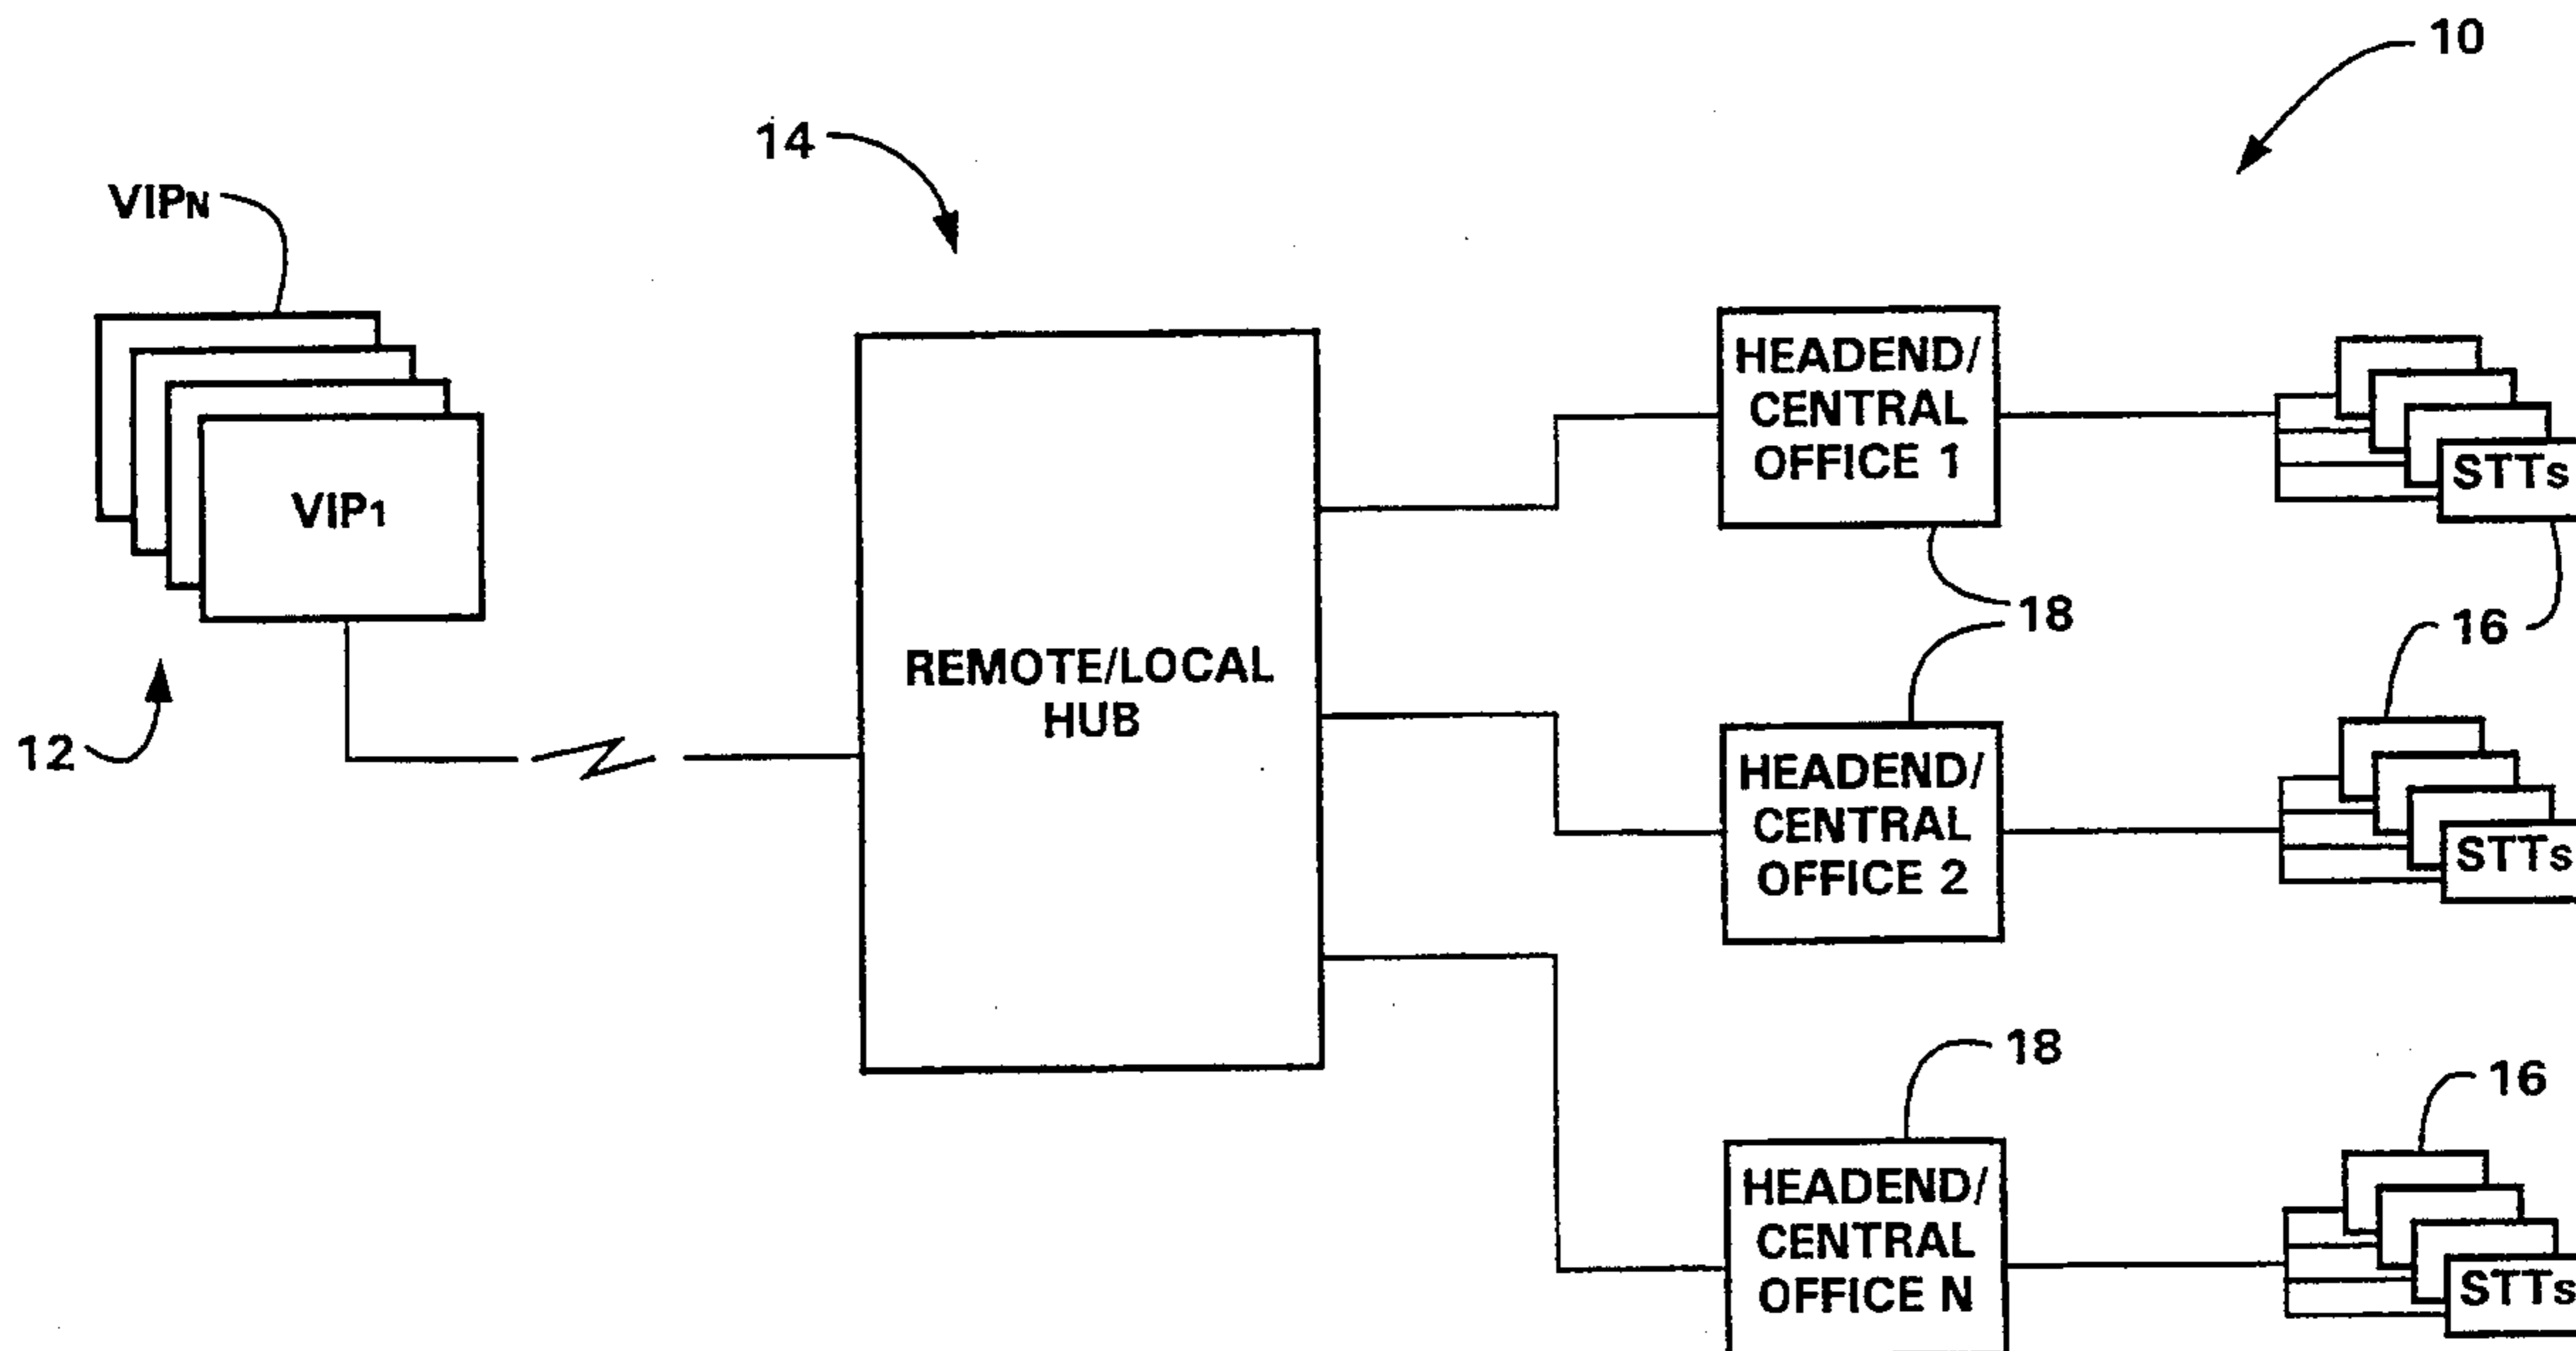 10
14
VIPN
HEADEND/
CENTRAL
OFFICE 1
STTs
VIP1
18
16
REMOTE/LOCAL
HUB
12
HEADEND/
CENTRAL
OFFICE 2
STTs
18
16
HEADEND/
CENTRAL
OFFICE N
STTs